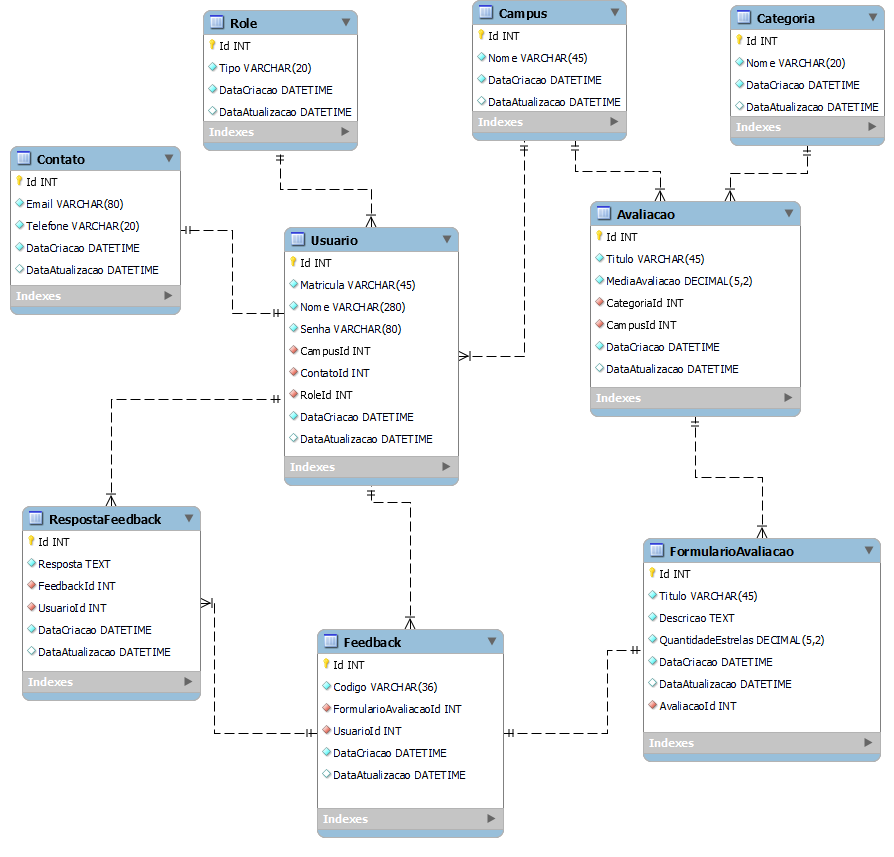 Role
Id INT
Tipo VARCHAR(20)
DataCriacao DATETIME
DataAtualizacao DATETIME
Indexes
Campus
Id INT
Nome VARCHAR(45)
DataCriacao DATETIME
DataAtualizacao DATETIME
Indexes
Categoria
Id INT
Nome VARCHAR(20)
DataCriacao DATETIME
DataAtualizacao DATETIME
Indexes
Contato
Id INT
Email VARCHAR(80)
Telefone VARCHAR(20)
DataCriacao DATETIME
DataAtualizacao DATETIME
Indexes
Usuario
Id INT
Matricula VARCHAR(45)
Nome VARCHAR(280)
Senha VARCHAR(80)
CampusId INT
ContatoId INT
RoleId INT
DataCriacao DATETIME
DataAtualizacao DATETIME
Indexes
Avaliacao
Id INT
Titulo VARCHAR(45)
MediaAvaliacao DECIMAL(5,2)
CategoriaId INT
CampusId INT
DataCriacao DATETIME
DataAtualizacao DATETIME
Indexes
RespostaFeedback
Id INT
Resposta TEXT
FeedbackId INT
UsuarioId INT
DataCriacao DATETIME
DataAtualizacao DATETIME
Indexes
Feedback
Id INT
Codigo VARCHAR(36)
FormularioAvaliacaoId INT
UsuarioId INT
DataCriacao DATETIME
DataAtualizacao DATETIME
Indexes
FormularioAvaliacao
Id INT
Titulo VARCHAR(45)
Descricao TEXT
QuantidadeEstrelas DECIMAL(5,2)
DataCriacao DATETIME
DataAtualizacao DATETIME
AvaliacaoId INT
Indexes